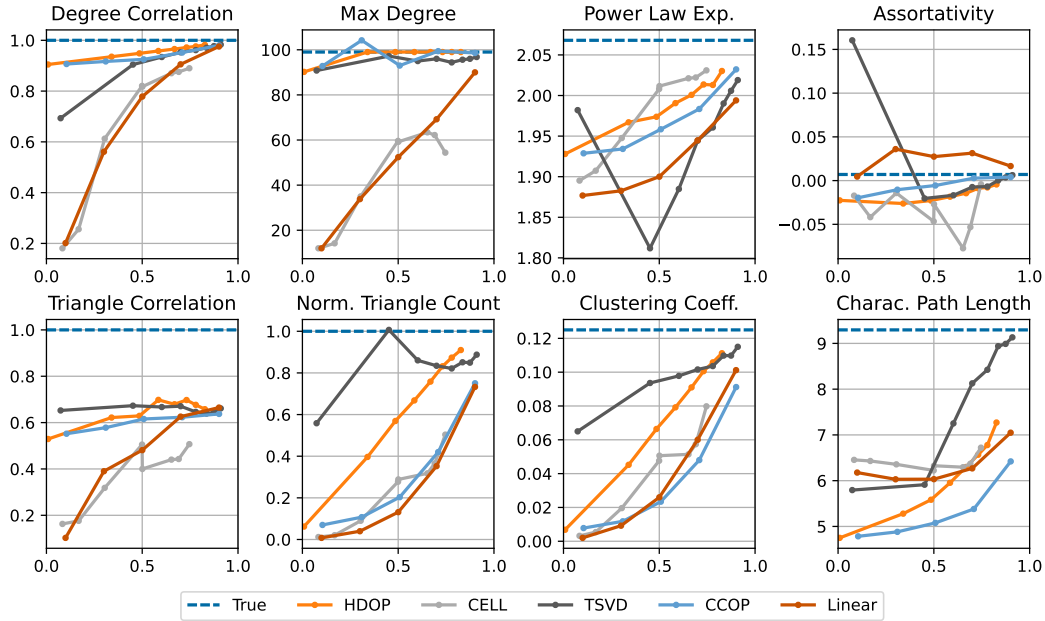 Degree Correlation Max Degree Power Law Exp. Assortativity
1.0 0.8 0.6 0.4 0.2
0.0 0.5 1.0
100 80 60 40 20
0.0 0.5 1.0
2.05 2.00 1.95 1.90 1.85 1.80
0.0 0.5 1.0
0.15 0.10 0.05 0.00 −0.05
0.0 0.5 1.0
Triangle Correlation Norm. Triangle Count Clustering Coeff. Charac. Path Length
1.0 0.8 0.6 0.4 0.2
0.0 0.5 1.0
1.0 0.8 0.6 0.4 0.2 0.0
0.0 0.5 1.0
0.12 0.10 0.08 0.06 0.04 0.02 0.00
0.0 0.5 1.0
9 8 7 6 5
0.0 0.5 1.0
True HDOP CELL TSVD CCOP Linear